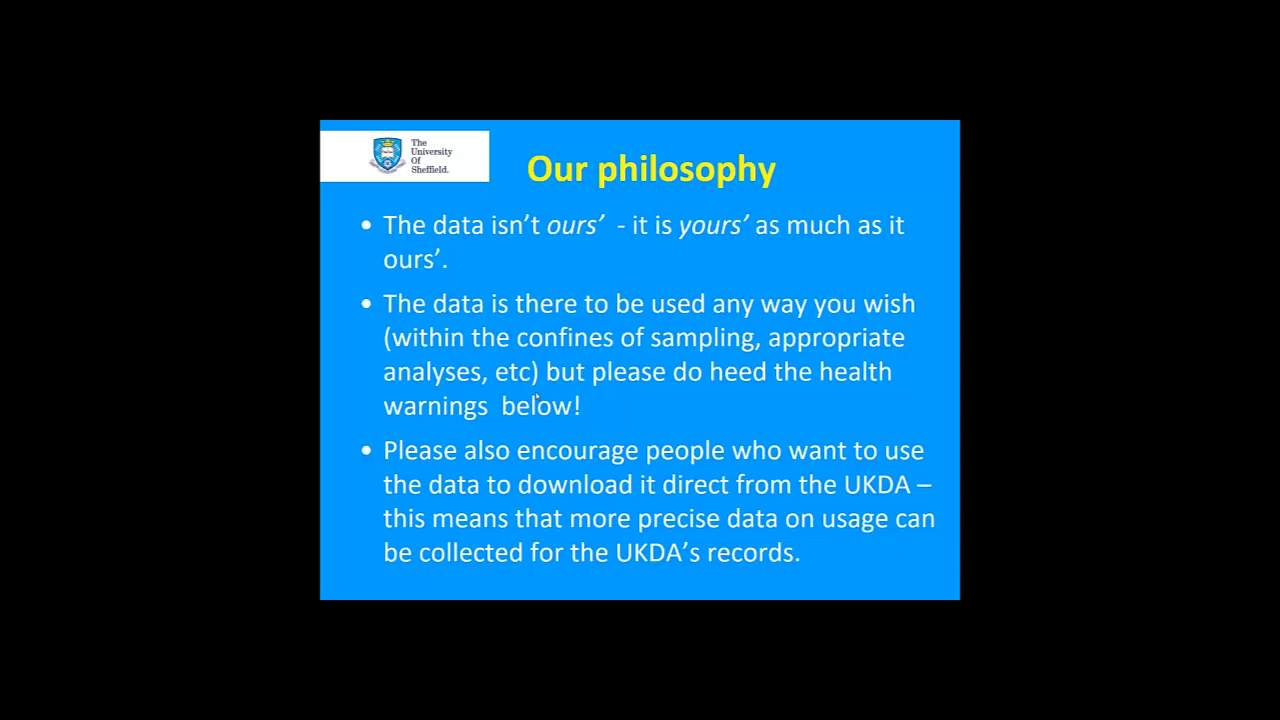 The
University
Of
Sheffield.
Our philosophy
• The data isn’t ours’  - it is yours’ as much as it
ours’.
• The data is there to be used any way you wish
(within the confines of sampling, appropriate
analyses, etc) but please do heed the health
warnings  below!
• Please also encourage people who want to use
the data to download it direct from the UKDA –
this means that more precise data on usage can
be collected for the UKDA’s records.